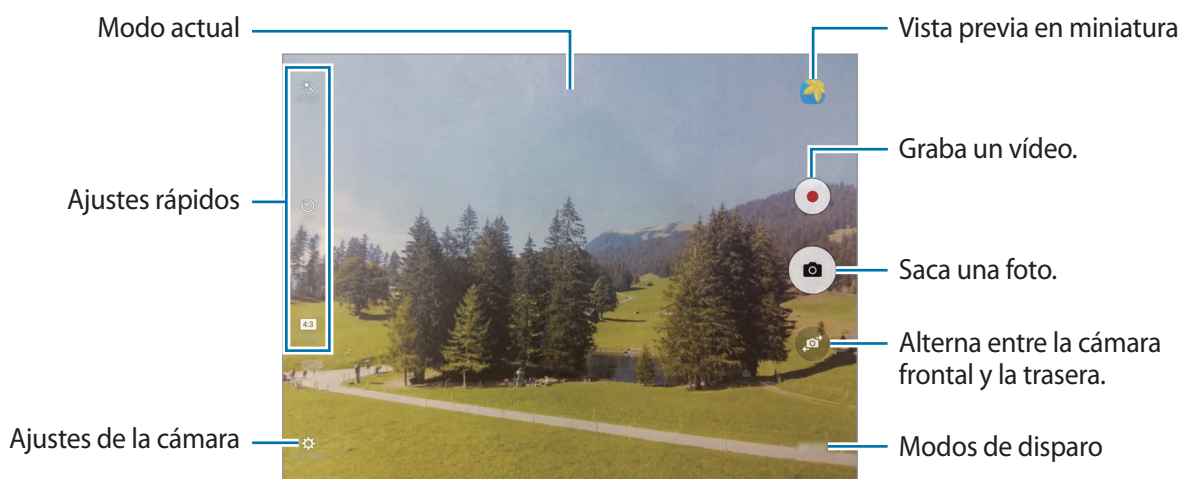 Modo actual
Vista previa en miniatura
Graba un vídeo.
Ajustes rápidos
Saca una foto.
4:3
Alterna entre la cámara
frontal y la trasera.
Ajustes de la cámara
Modos de disparo